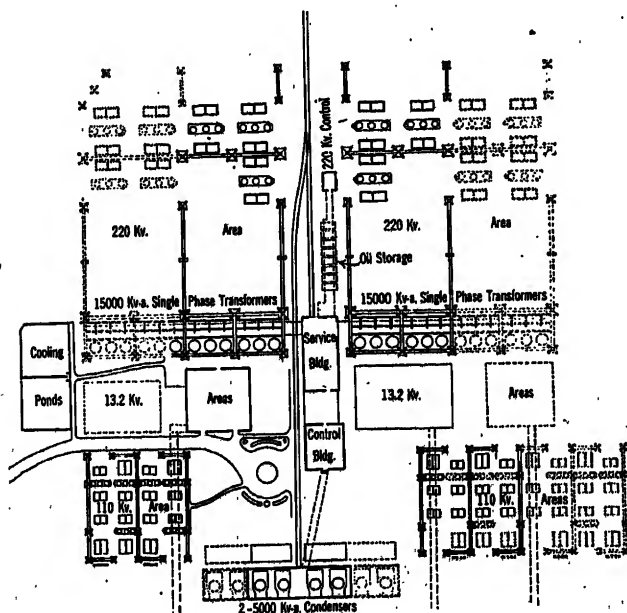 220 Kv. Control
220 Kv.
Area
220 Kv.
Area
Oil Storage
15000 Kv-a. Single Phase Transformers
15000 Kv-a. Single Phase Transformers
Cooling
Ponds
Service
Bldg.
13.2 Kv.
Areas
13.2 Kv.
Areas
Control
Bldg.
110 Kv.
Area
110 Kv.
Areas
2-5000 Kv-a. Condensers